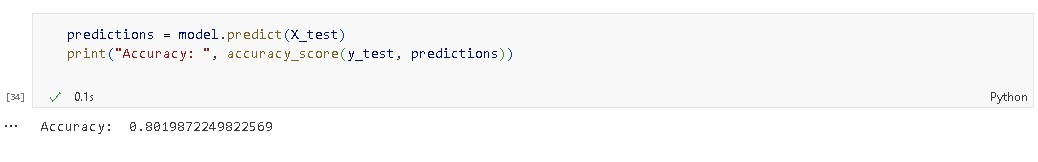 predictions = model.predict(X_test)
print("Accuracy: ", accuracy_score(y_test, predictions))
[34] ✓ 0.1s Python
... Accuracy:  0.8019872249822569